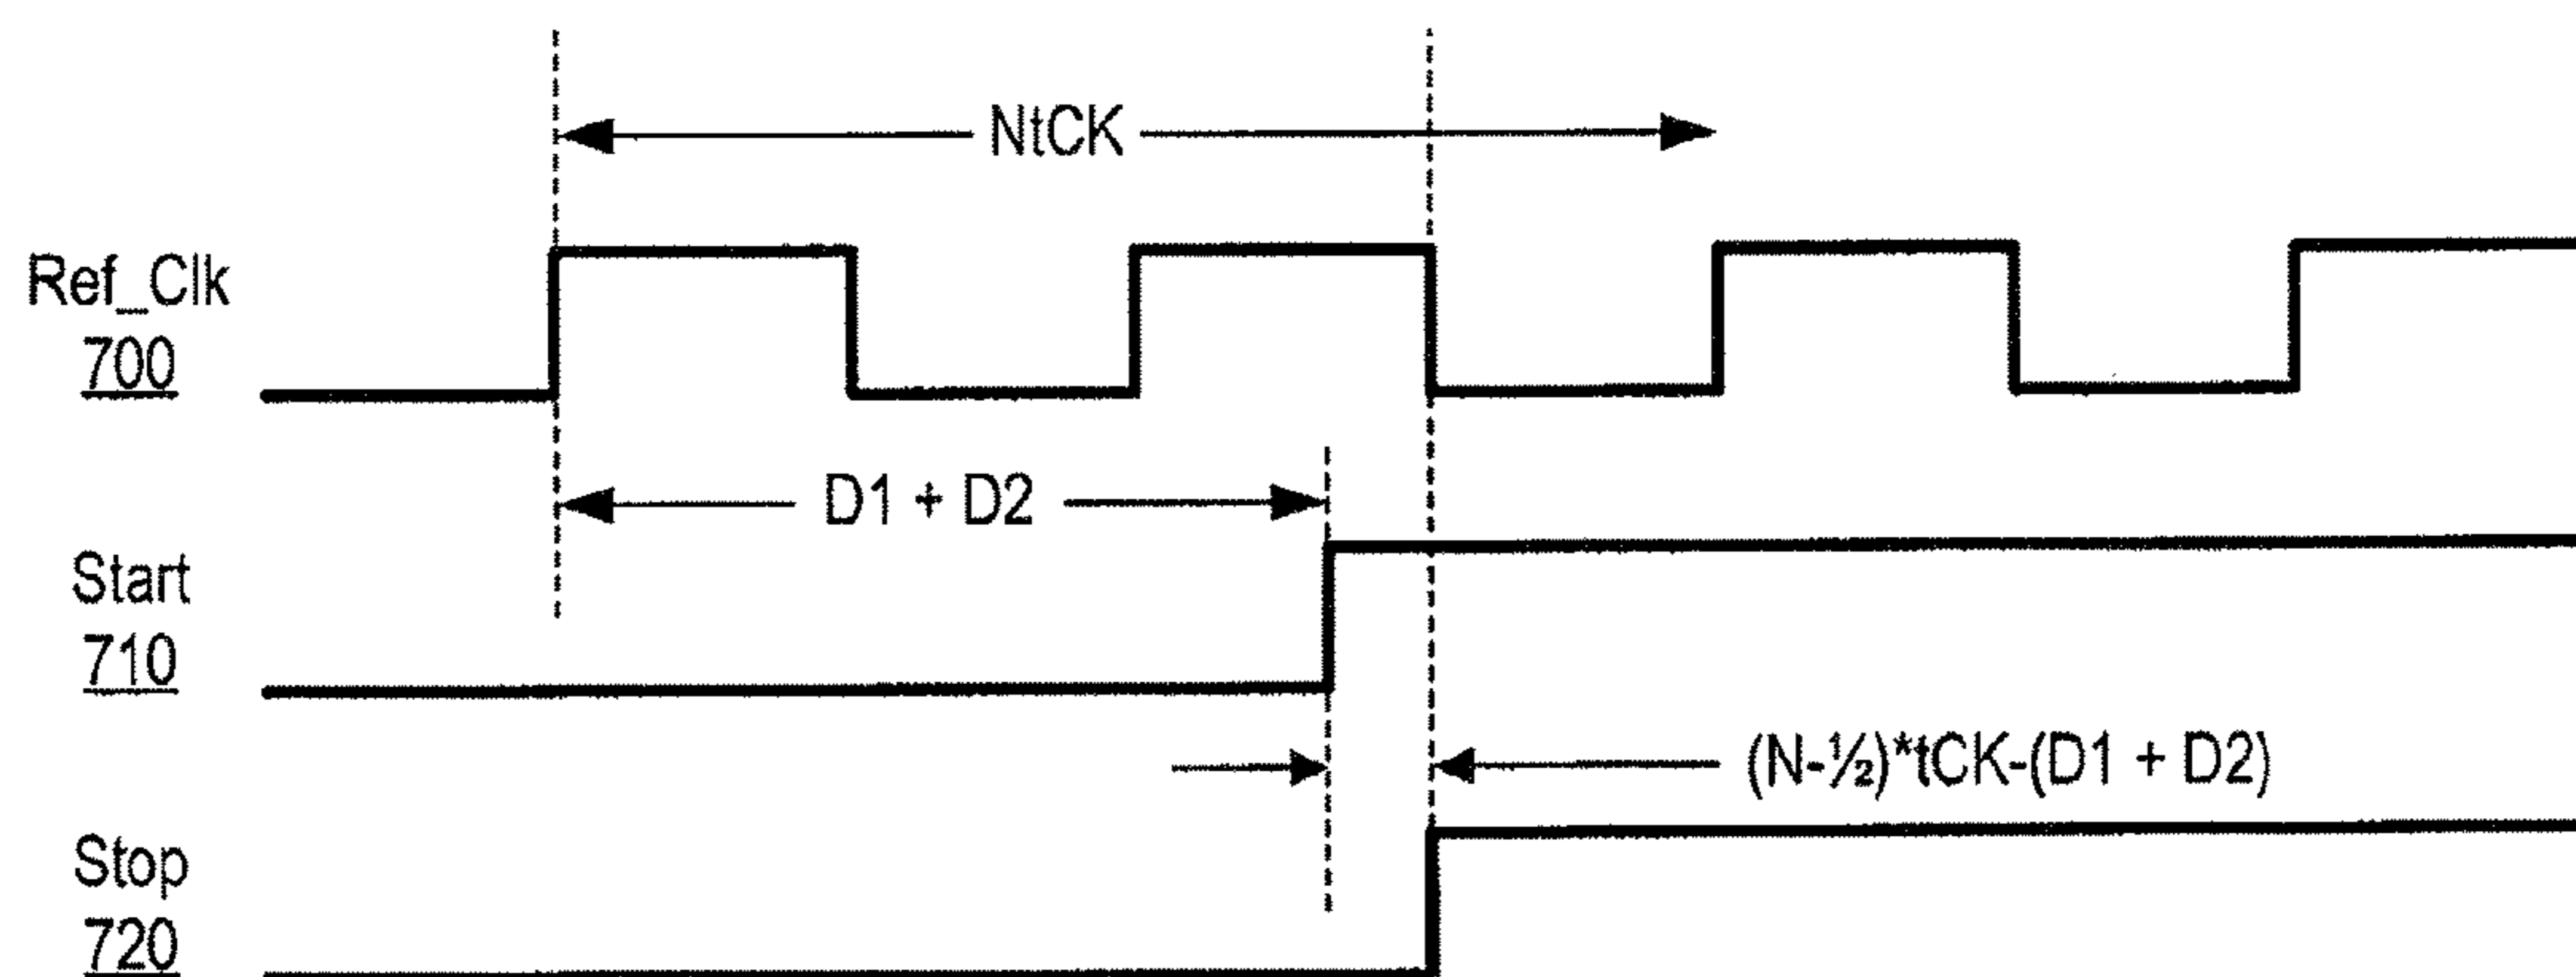 NtCK
Ref_Clk
700
D1 + D2
Start
710
(N-½)*tCK-(D1 + D2)
Stop
720